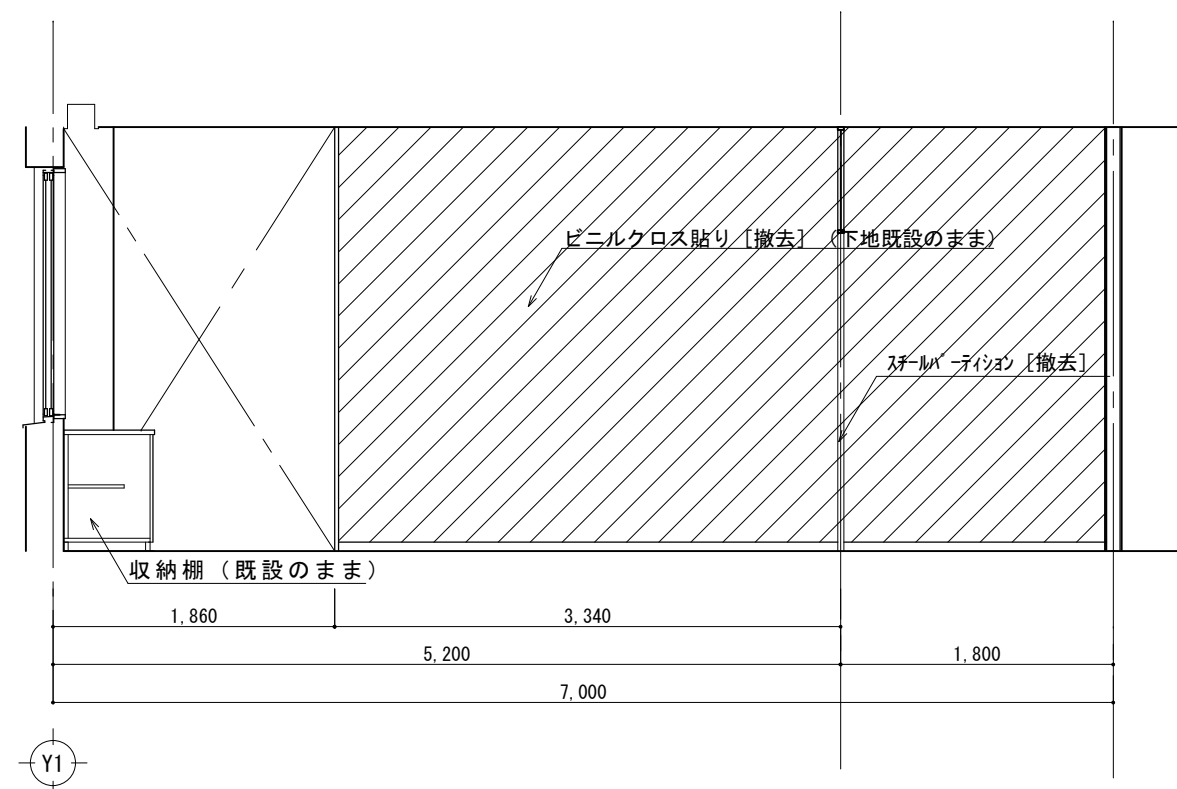 ビニルクロス貼り［撤去］（下地既設のまま）
スチールパーティション［撤去］
収納棚（既設のまま）
1,860
3,340
5,200
1,800
7,000
Y1